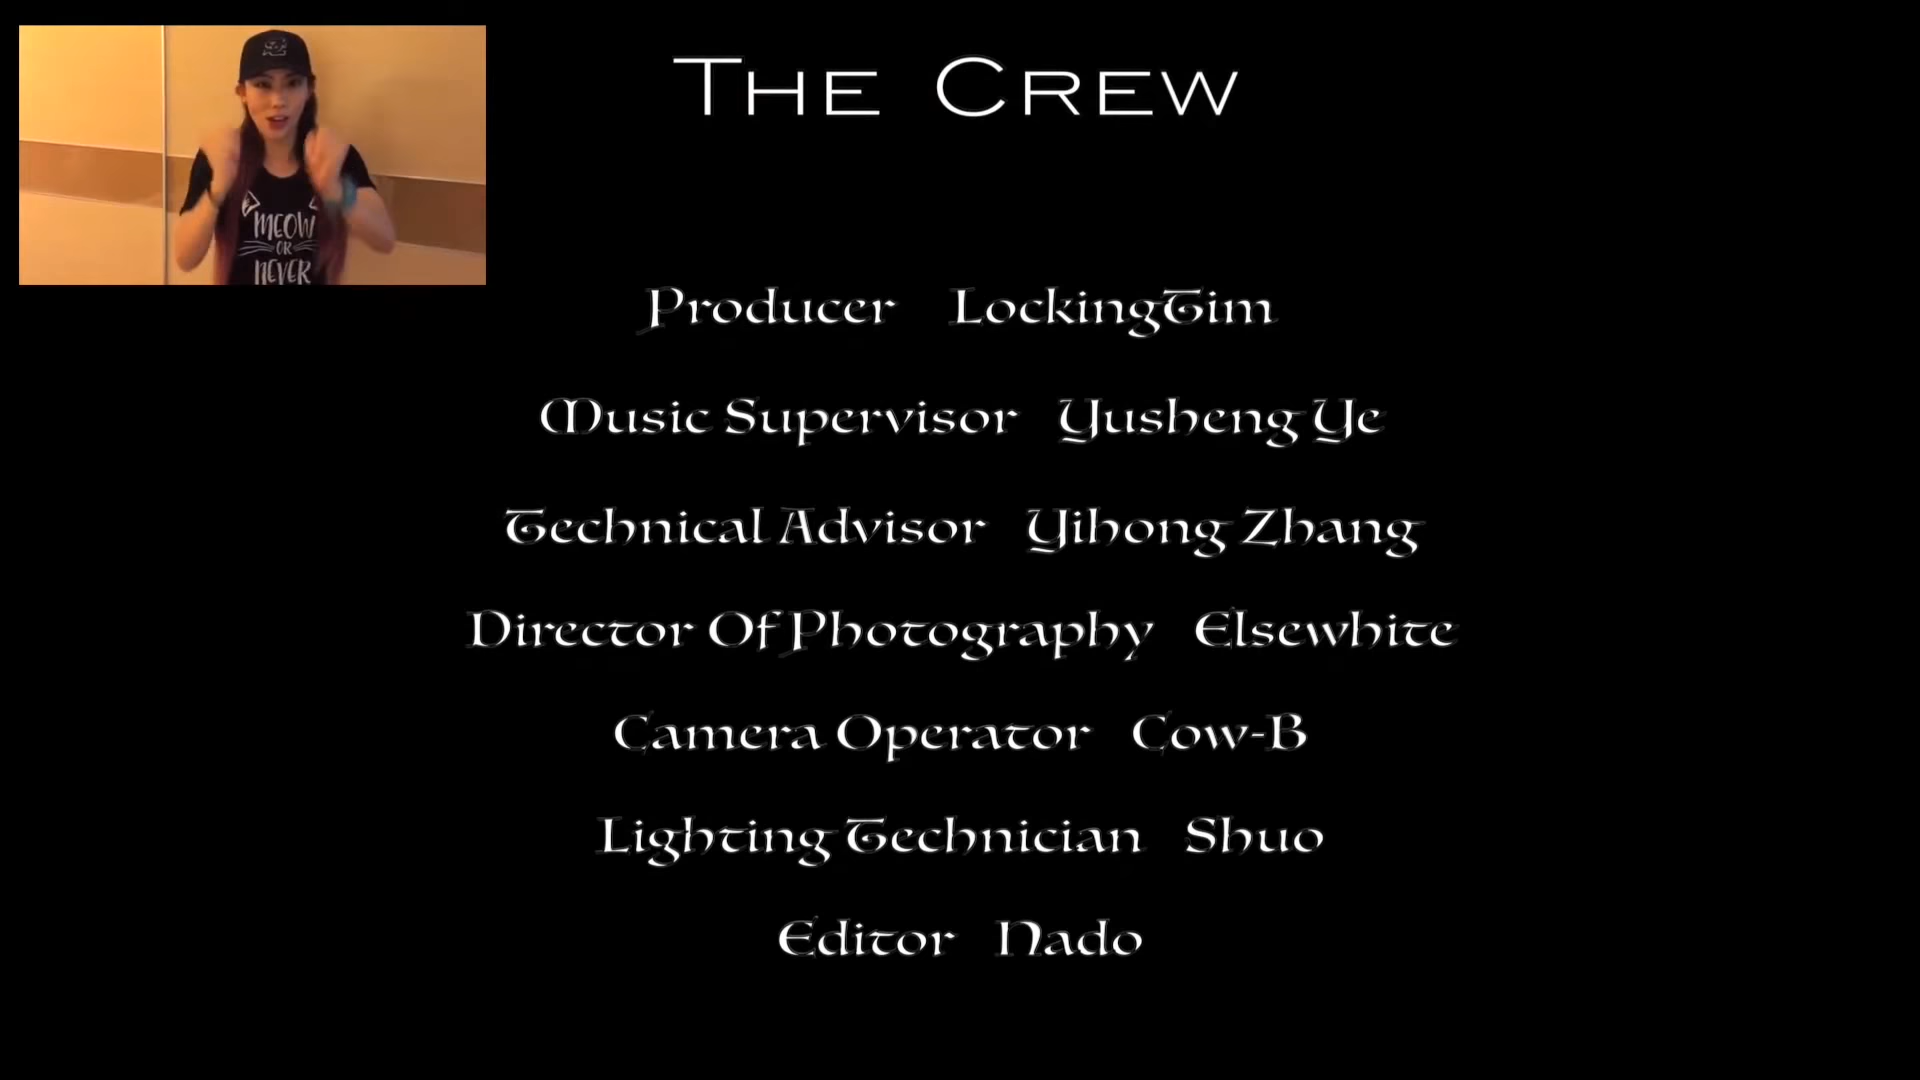 The Crew
MEOW
OR
NEVER
Producer LockingTim
Music Supervisor Yusheng Ye
Technical Advisor Yihong Zhang
Director Of Photography Elsewhite
Camera Operator Cow-B
Lighting Technician Shuo
Editor Nado